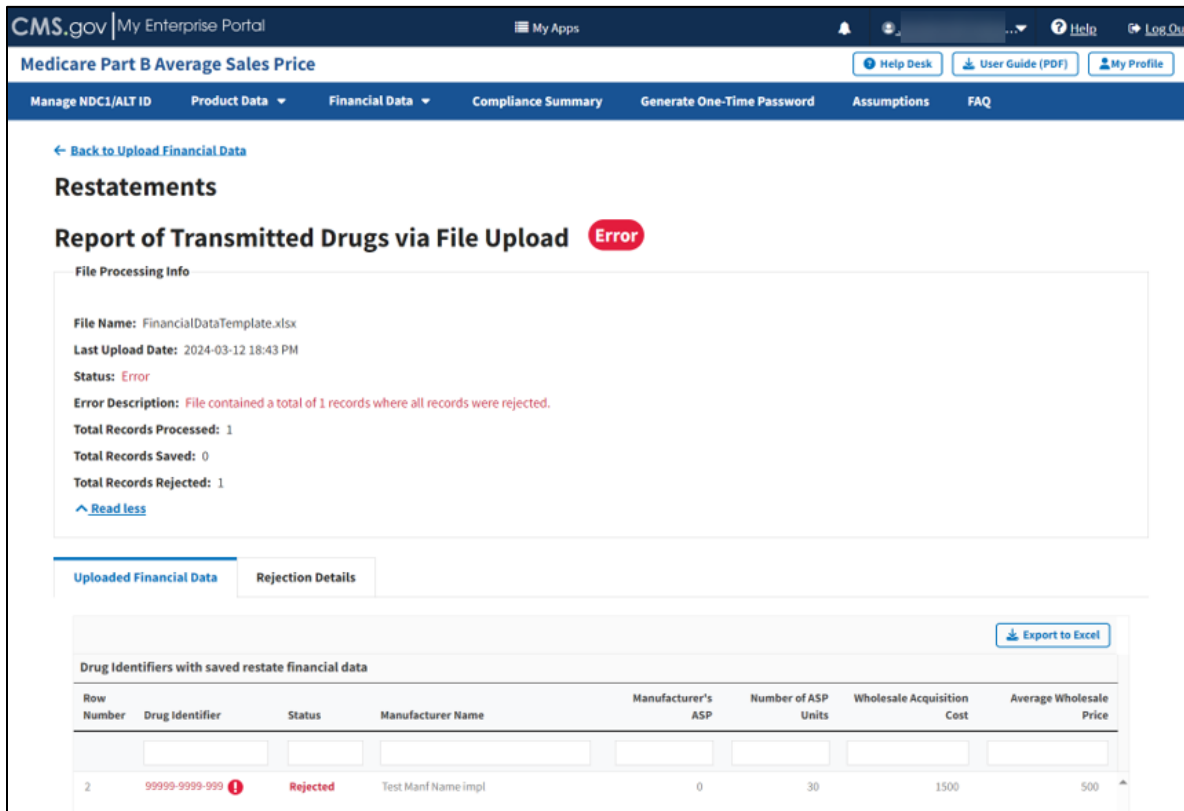 CMS.gov My Enterprise Portal My Apps ...▾ Help Log Ou
Medicare Part B Average Sales Price Help Desk User Guide (PDF) My Profile
Manage NDC1/ALT ID Product Data Financial Data Compliance Summary Generate One-Time Password Assumptions FAQ
← Back to Upload Financial Data
Restatements
Report of Transmitted Drugs via File Upload Error
File Processing Info
File Name: FinancialDataTemplate.xlsx
Last Upload Date: 2024-03-12 18:43 PM
Status: Error
Error Description: File contained a total of 1 records where all records were rejected.
Total Records Processed: 1
Total Records Saved: 0
Total Records Rejected: 1
Read less
Uploaded Financial Data Rejection Details
Export to Excel
Drug Identifiers with saved restate financial data
Row Number Drug Identifier Status Manufacturer Name Manufacturer's ASP Number of ASP Units Wholesale Acquisition Cost Average Wholesale Price
2 99999-9999-999 Rejected Test Manf Name impl 0 30 1500 500